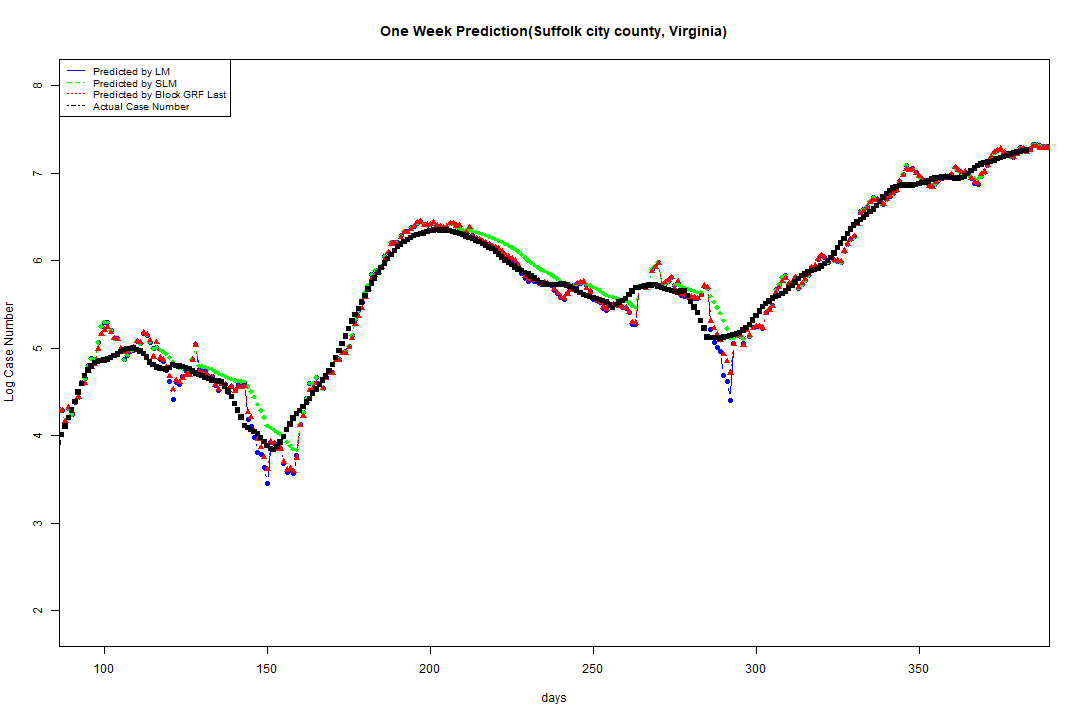 One Week Prediction(Suffolk city county, Virginia)
Predicted by LM
Predicted by SLM
Predicted by Block GRF Last
Actual Case Number
8
7
6
5
4
3
2
Log Case Number
100 150 200 250 300 350
days